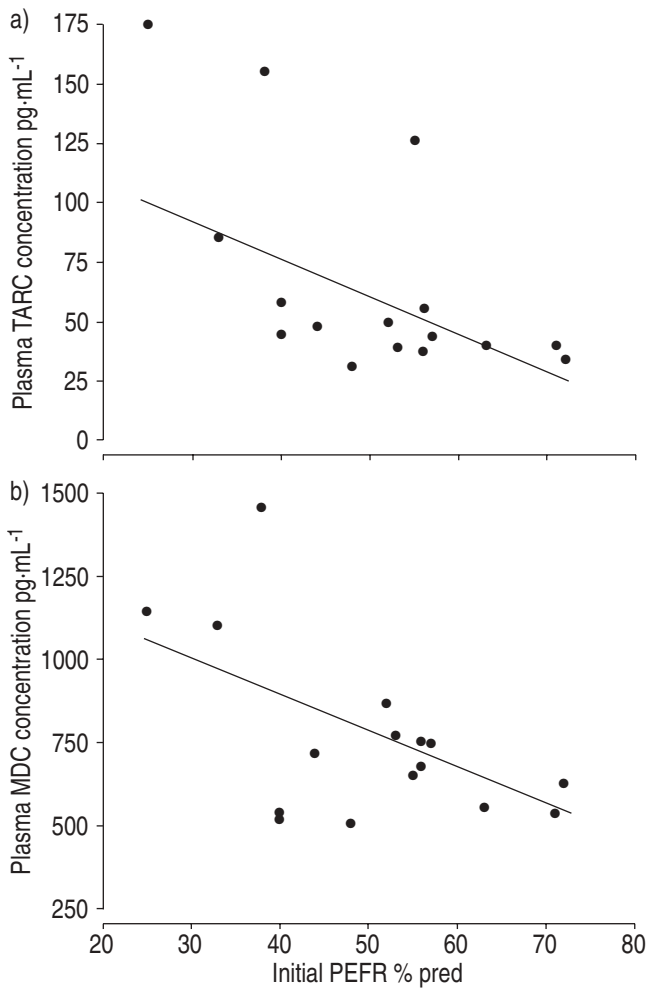 a)
Plasma TARC concentration pg·mL-1
175
150
125
100
75
50
25
0
b)
Plasma MDC concentration pg·mL-1
1500
1250
1000
750
500
250
20 30 40 50 60 70 80
Initial PEFR % pred